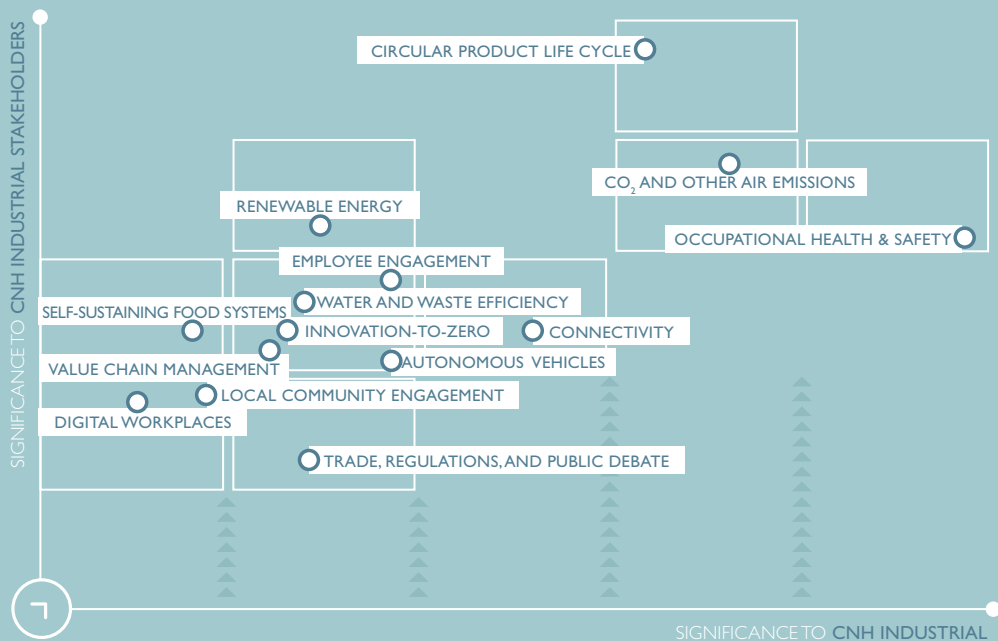 SIGNIFICANCE TO CNH INDUSTRIAL STAKEHOLDERS
CIRCULAR PRODUCT LIFE CYCLE
CO₂ AND OTHER AIR EMISSIONS
RENEWABLE ENERGY
OCCUPATIONAL HEALTH & SAFETY
EMPLOYEE ENGAGEMENT
WATER AND WASTE EFFICIENCY
SELF-SUSTAINING FOOD SYSTEMS
INNOVATION-TO-ZERO
CONNECTIVITY
VALUE CHAIN MANAGEMENT
AUTONOMOUS VEHICLES
LOCAL COMMUNITY ENGAGEMENT
DIGITAL WORKPLACES
TRADE, REGULATIONS, AND PUBLIC DEBATE
SIGNIFICANCE TO CNH INDUSTRIAL